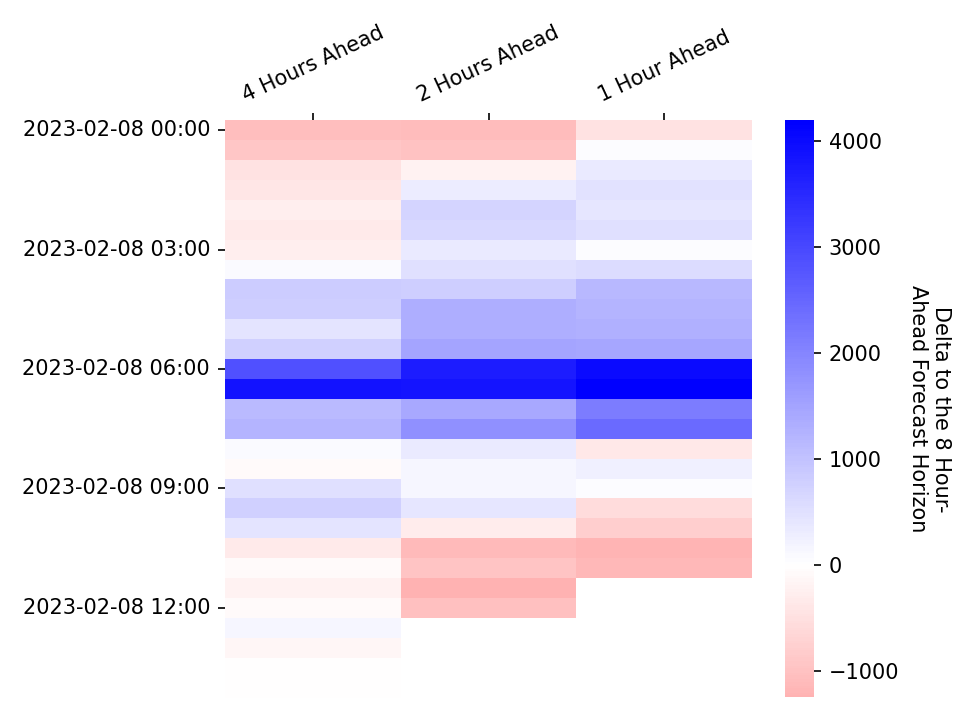 4 Hours Ahead
2 Hours Ahead
1 Hour Ahead
2023-02-08 00:00
2023-02-08 03:00
2023-02-08 06:00
2023-02-08 09:00
2023-02-08 12:00
4000
3000
2000
1000
0
−1000
Delta to the 8 Hour-
Ahead Forecast Horizon